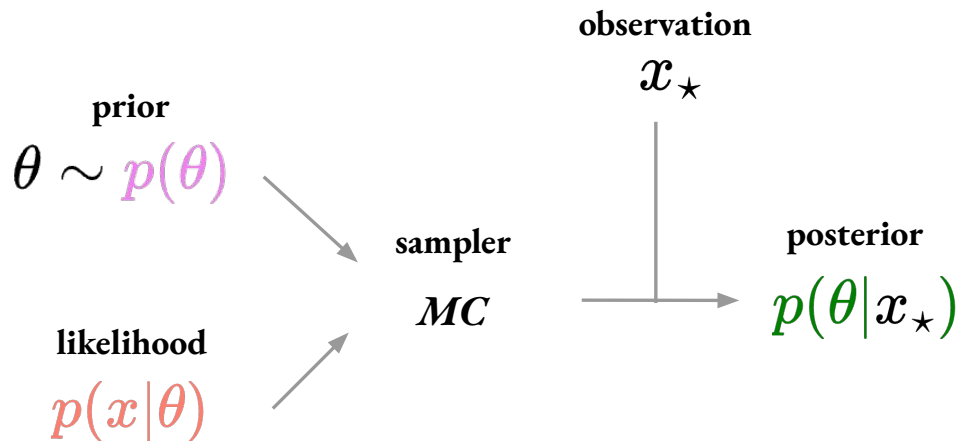 observation
x⋆
prior
θ ∼ p(θ)
sampler
MC
posterior
p(θ|x⋆)
likelihood
p(x|θ)